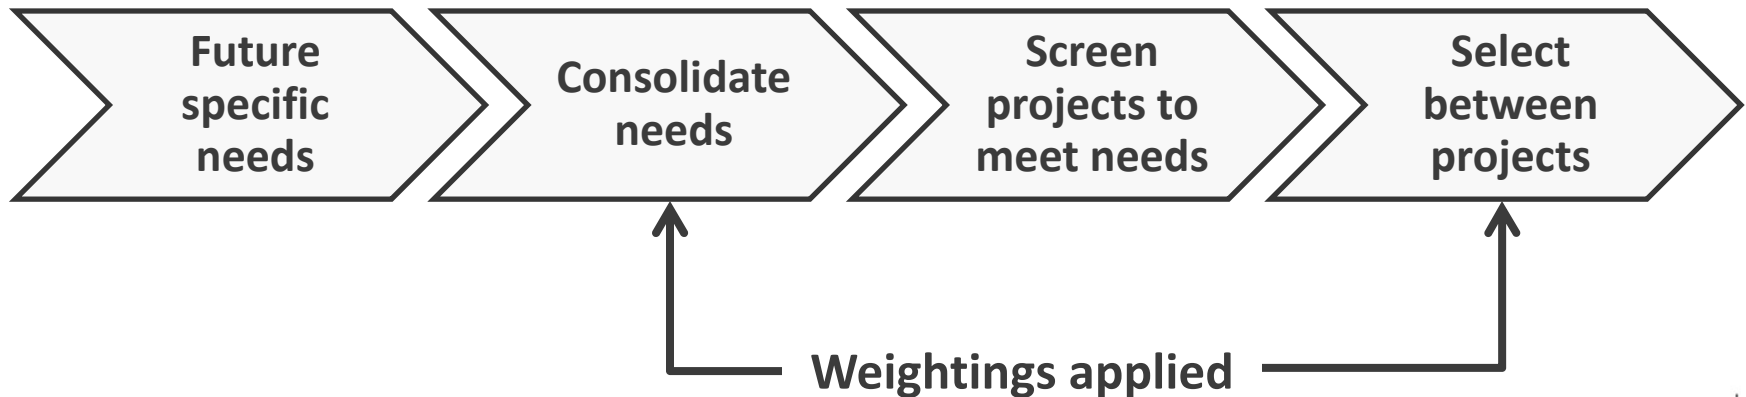 Future
specific
needs
Consolidate
needs
Screen
projects to
meet needs
Select
between
projects
Weightings applied